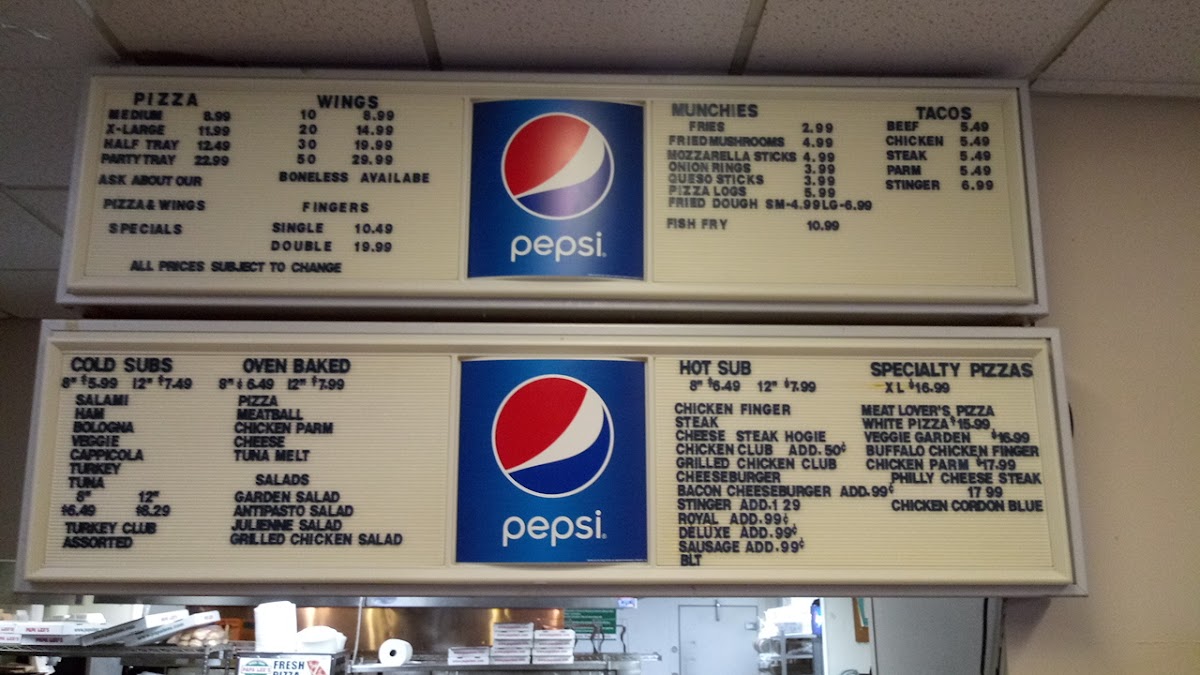 PIZZA
MEDIUM 8.99
X-LARGE 11.99
HALF TRAY 12.49
PARTY TRAY 22.99
ASK ABOUT OUR
PIZZA & WINGS
SPECIALS
WINGS
10 8.99
20 14.99
30 19.99
50 29.99
BONELESS AVAILABE
FINGERS
SINGLE 10.49
DOUBLE 19.99
ALL PRICES SUBJECT TO CHANGE
pepsi
MUNCHIES
FRIES 2.99
FRIED MUSHROOMS 4.99
MOZZARELLA STICKS 4.99
ONION RINGS 3.99
QUESO STICKS 3.99
PIZZA LOGS 5.99
FRIED DOUGH SM-4.99 LG-6.99
FISH FRY 10.99
TACOS
BEEF 5.49
CHICKEN 5.49
STEAK 5.49
PARM 5.49
STINGER 6.99
COLD SUBS
8" $5.99 12" $7.49
SALAMI
HAM
BOLOGNA
VEGGIE
CAPPICOLA
TURKEY
TUNA
8" 12"
$6.49 $8.29
TURKEY CLUB
ASSORTED
OVEN BAKED
8" $ 6.49 12" $7.99
PIZZA
MEATBALL
CHICKEN PARM
CHEESE
TUNA MELT
SALADS
GARDEN SALAD
ANTIPASTO SALAD
JULIENNE SALAD
GRILLED CHICKEN SALAD
pepsi
HOT SUB
8" $6.49 12" $7.99
CHICKEN FINGER
STEAK
CHEESE STEAK HOGIE
CHICKEN CLUB ADD.50¢
GRILLED CHICKEN CLUB
CHEESEBURGER
BACON CHEESEBURGER ADD.99¢
STINGER ADD.1 29
ROYAL ADD.99¢
DELUXE ADD.99¢
SAUSAGE ADD.99¢
BLT
SPECIALTY PIZZAS
XL $16.99
MEAT LOVER'S PIZZA
WHITE PIZZA $15.99
VEGGIE GARDEN $16.99
BUFFALO CHICKEN FINGER
CHICKEN PARM $17.99
PHILLY CHEESE STEAK
17 99
CHICKEN CORDON BLUE
FRESH
PIZZA